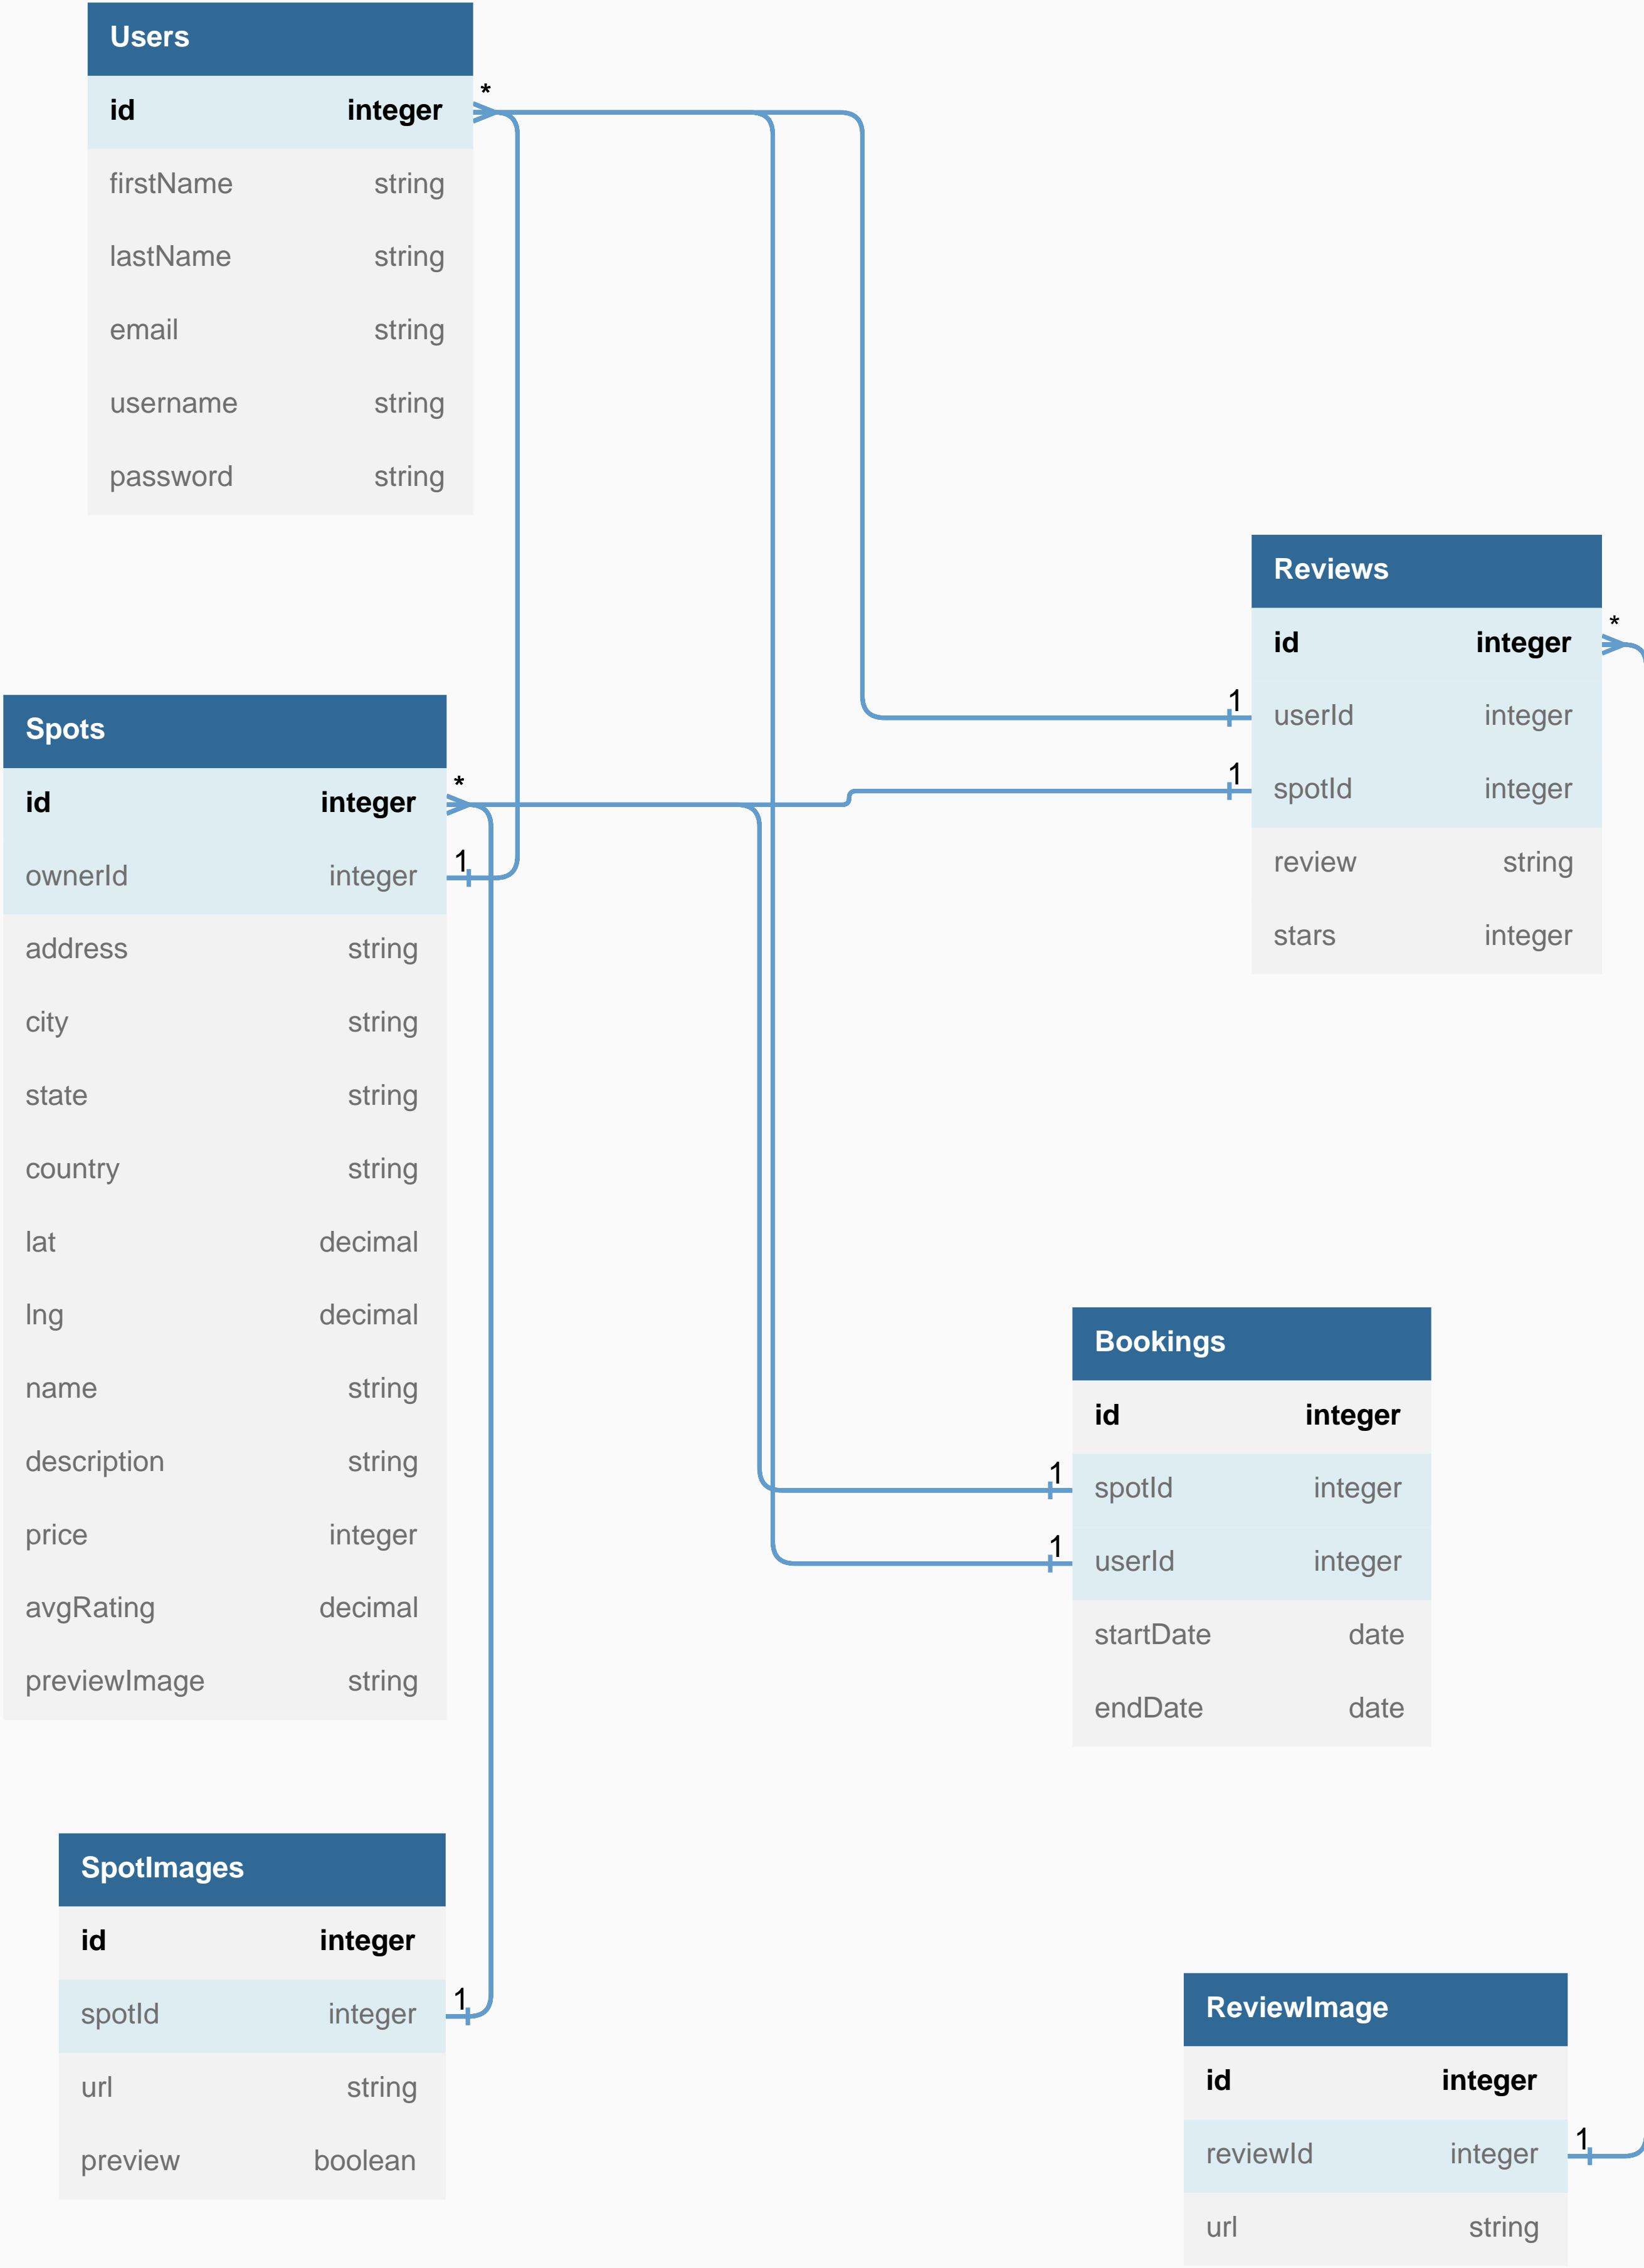 Users
*
id integer
firstName string
lastName string
email string
username string
password string
Reviews
*
id integer
1
userId integer
1
spotId integer
review string
stars integer
Spots
*
id integer
1
ownerId integer
address string
city string
state string
country string
lat decimal
lng decimal
name string
description string
price integer
avgRating decimal
previewImage string
Bookings
id integer
1
spotId integer
1
userId integer
startDate date
endDate date
SpotImages
id integer
1
spotId integer
url string
preview boolean
ReviewImage
id integer
1
reviewId integer
url string